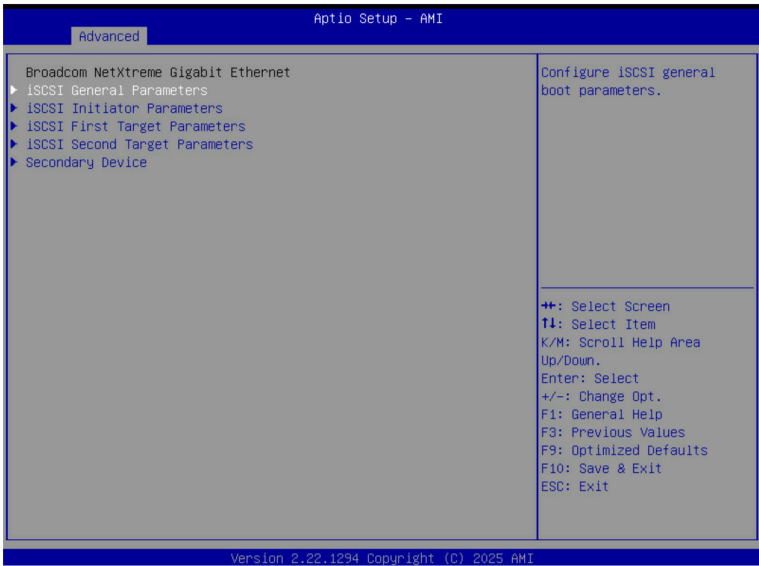 Aptio Setup – AMI
Advanced
Broadcom NetXtreme Gigabit Ethernet
iSCSI General Parameters
iSCSI Initiator Parameters
iSCSI First Target Parameters
iSCSI Second Target Parameters
Secondary Device
Configure iSCSI general
boot parameters.
→←: Select Screen
↑↓: Select Item
K/M: Scroll Help Area
Up/Down.
Enter: Select
+/-: Change Opt.
F1: General Help
F3: Previous Values
F9: Optimized Defaults
F10: Save & Exit
ESC: Exit
Version 2.22.1294 Copyright (C) 2025 AMI